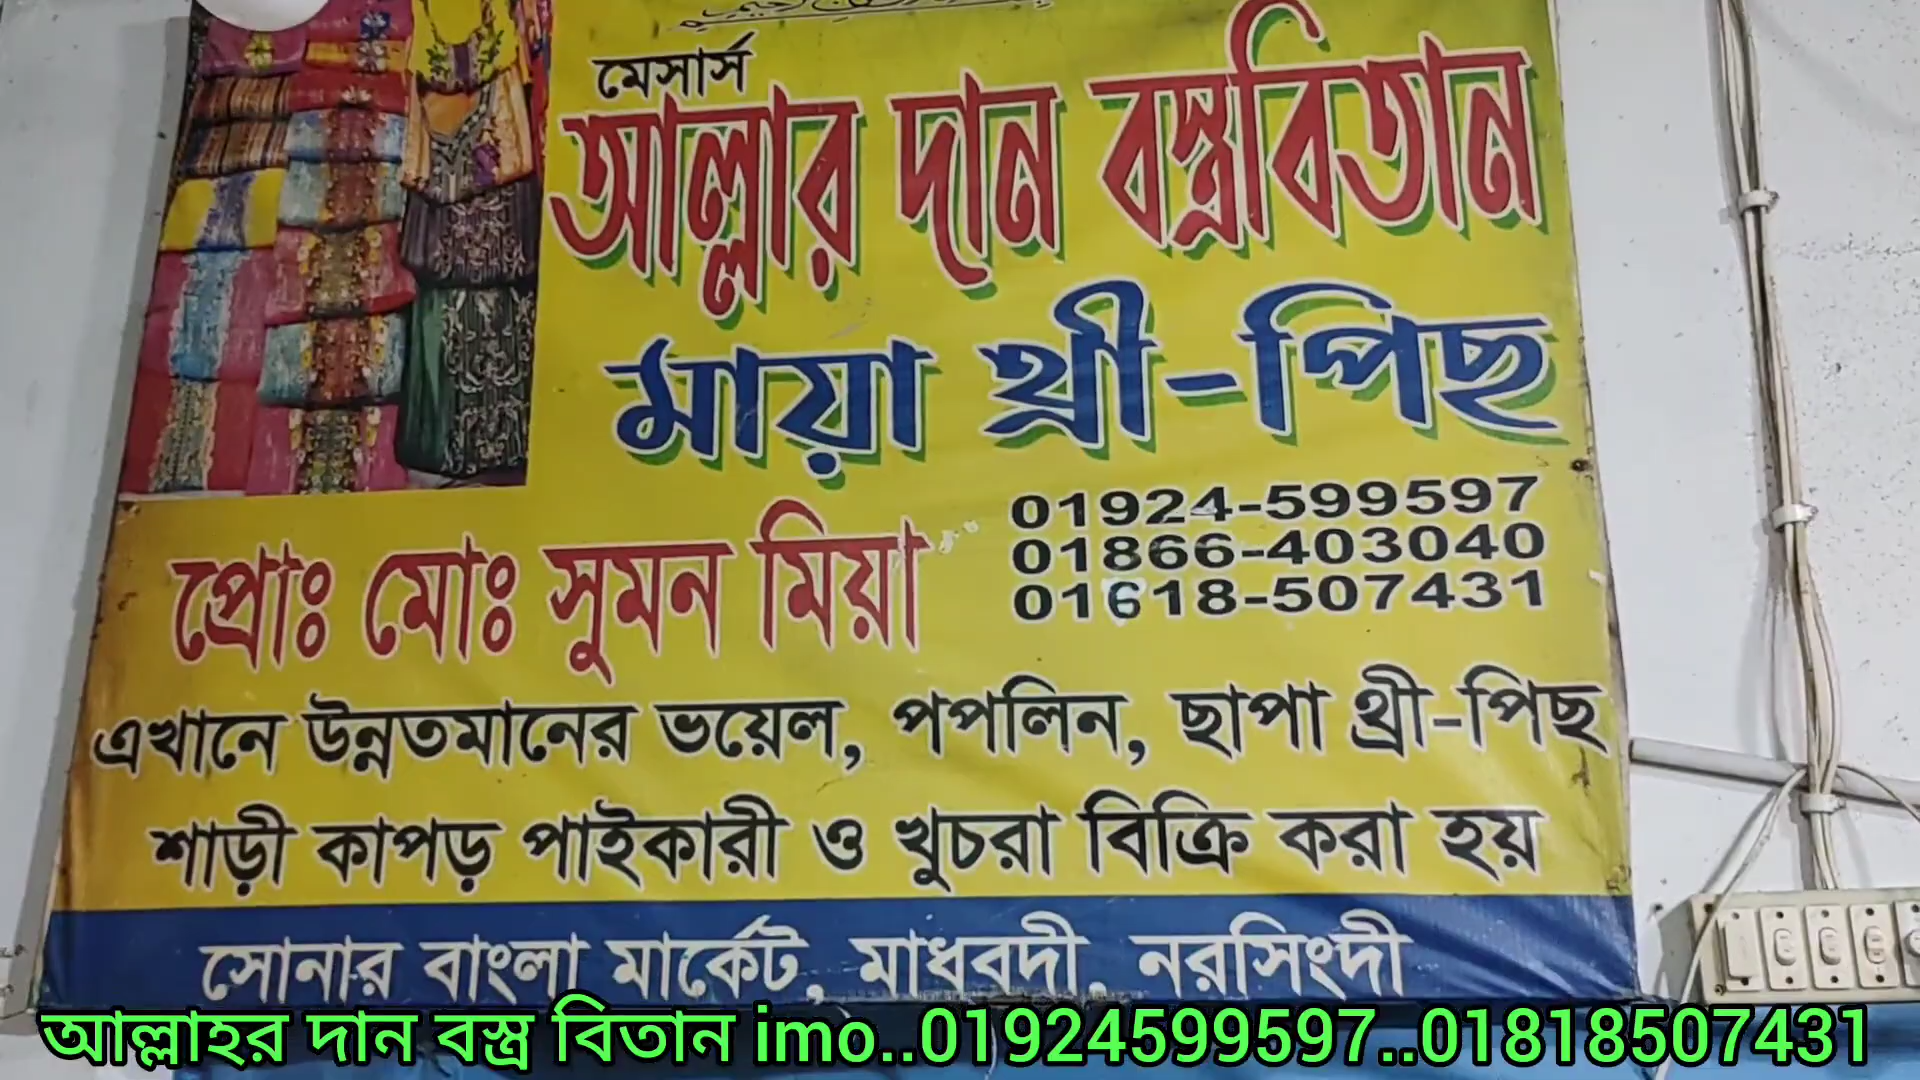 মেসার্স
আল্লার দান বস্ত্রবিতান
মায়া থ্রী-পিছ
01924-599597
01866-403040
01618-507431
প্রোঃ মোঃ সুমন মিয়া
এখানে উন্নতমানের ভয়েল, পপলিন, ছাপা থ্রী-পিছ
শাড়ী কাপড় পাইকারী ও খুচরা বিক্রি করা হয়
সোনার বাংলা মার্কেট, মাধবদী, নরসিংদী
আল্লাহর দান বস্ত্র বিতান imo..01924599597..01818507431